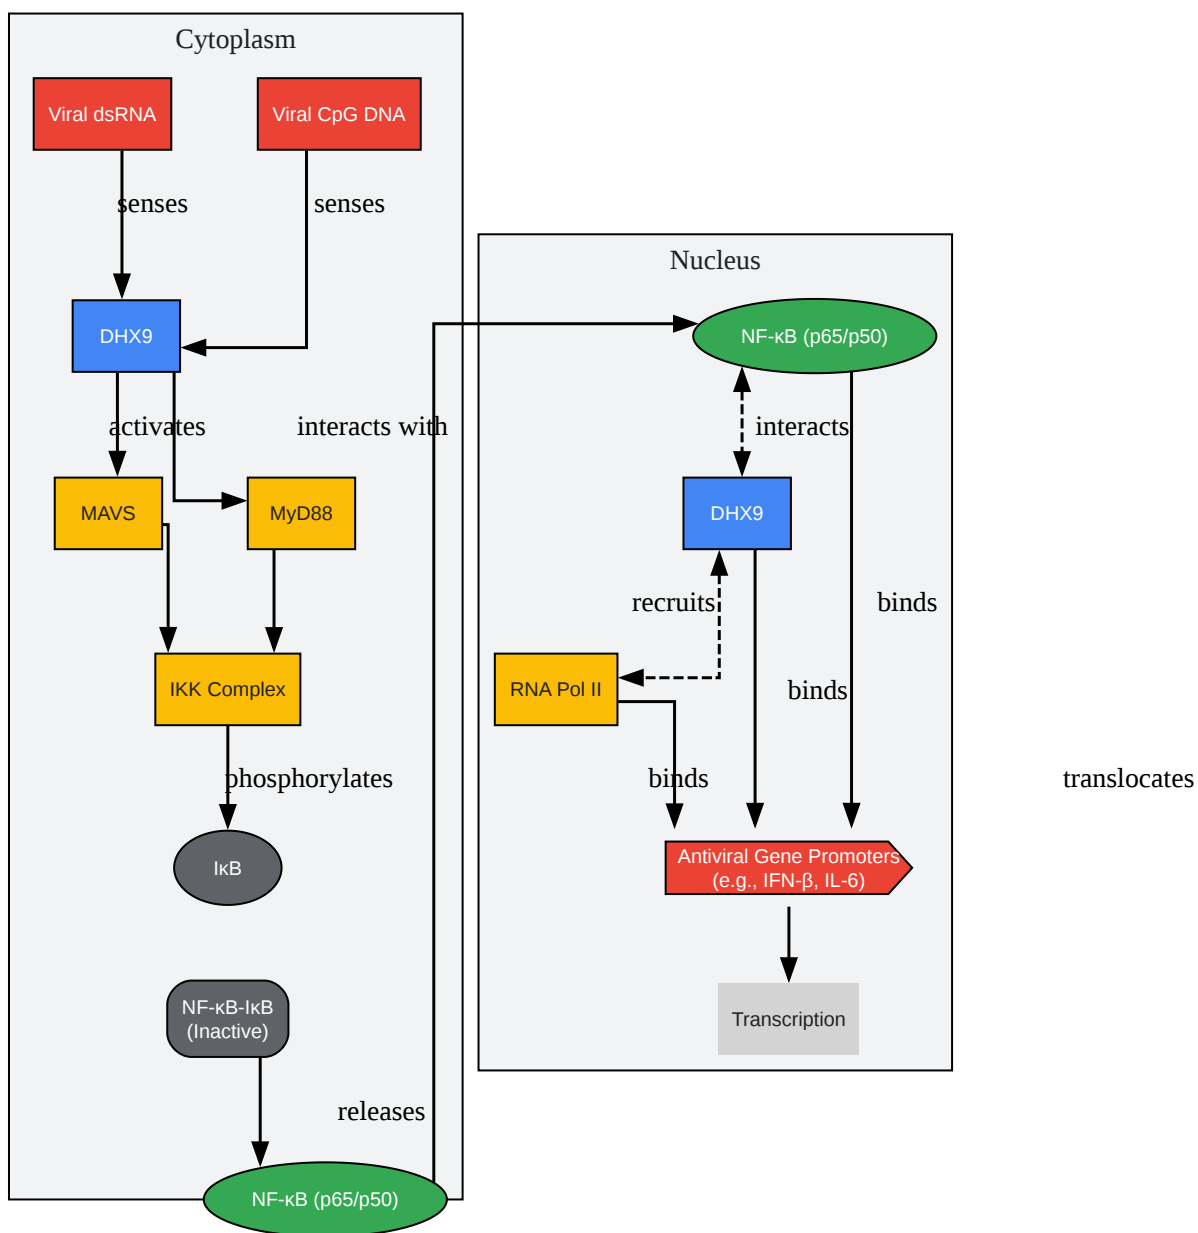 Cytoplasm
Viral dsRNA
Viral CpG DNA
senses
senses
DHX9
activates
interacts with
MAVS
MyD88
IKK Complex
phosphorylates
IκB
NF-κB-IκB
(Inactive)
releases
NF-κB (p65/p50)
Nucleus
NF-κB (p65/p50)
interacts
DHX9
recruits
binds
RNA Pol II
binds
binds
translocates
Antiviral Gene Promoters
(e.g., IFN-β, IL-6)
Transcription